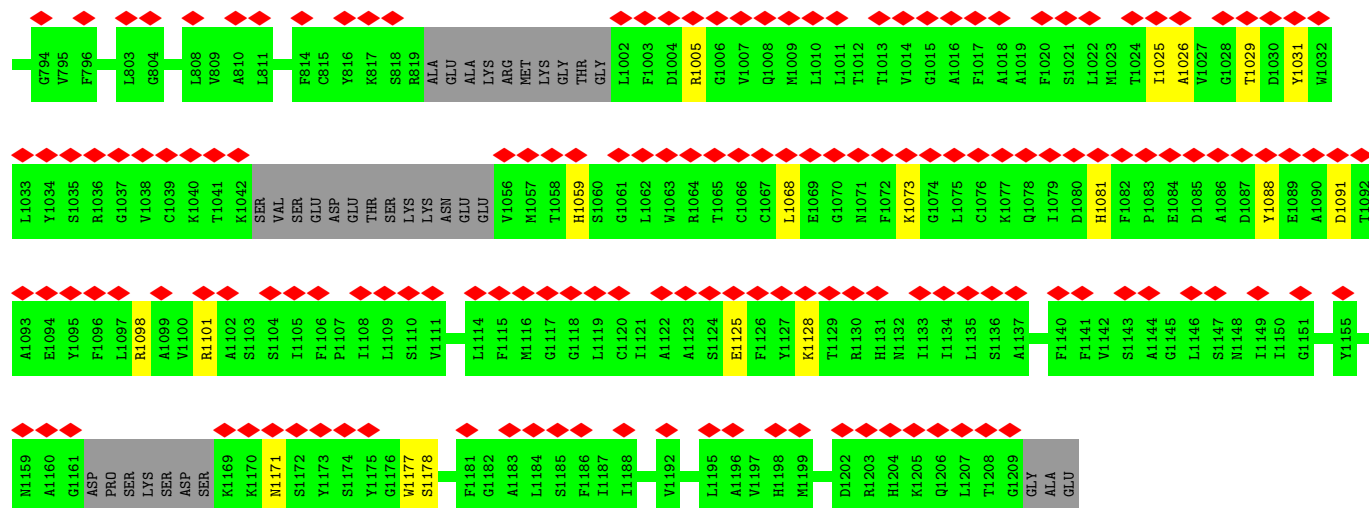 G794 V795 F796 L803 G804 L808 V809 A810 L811 F814 C815 Y816 K817 S818 R819 ALA GLU ALA LYS ARG MET LYS GLY THR GLY L1002 F1003 D1004 R1005 G1006 V1007 Q1008 M1009 L1010 L1011 T1012 T1013 V1014 G1015 A1016 F1017 A1018 A1019 F1020 S1021 L1022 M1023 T1024 I1025 A1026 V1027 G1028 T1029 D1030 Y1031 W1032
L1033 Y1034 S1035 R1036 G1037 V1038 C1039 K1040 T1041 K1042 SER VAL SER GLU ASP GLU THR SER LYS LYS ASN GLU GLU V1056 M1057 T1058 H1059 S1060 G1061 L1062 W1063 R1064 T1065 C1066 C1067 L1068 E1069 G1070 N1071 F1072 K1073 G1074 L1075 C1076 K1077 Q1078 I1079 D1080 H1081 F1082 P1083 E1084 D1085 A1086 D1087 Y1088 E1089 A1090 D1091 T1092
A1093 E1094 Y1095 F1096 L1097 R1098 A1099 V1100 R1101 A1102 S1103 S1104 I1105 F1106 P1107 I1108 L1109 S1110 V1111 L1114 F1115 M1116 G1117 G1118 L1119 C1120 I1121 A1122 A1123 S1124 E1125 F1126 Y1127 K1128 T1129 R1130 H1131 N1132 I1133 I1134 L1135 S1136 A1137 F1140 F1141 V1142 S1143 A1144 G1145 L1146 S1147 N1148 I1149 I1150 G1151 Y1155
N1159 A1160 G1161 ASP PRO SER LYS SER ASP SER K1169 K1170 N1171 S1172 Y1173 S1174 Y1175 G1176 W1177 S1178 F1181 G1182 A1183 L1184 S1185 F1186 I1187 I1188 V1192 L1195 A1196 V1197 H1198 M1199 D1202 R1203 H1204 K1205 Q1206 L1207 T1208 G1209 GLY ALA GLU